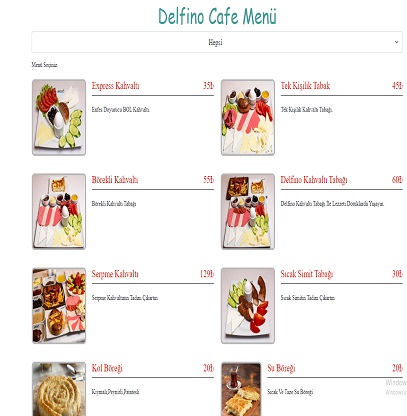 Delfino Cafe Menü
Hepsi
Menü Seçiniz
Express Kahvaltı 35₺
Enfes Doyurucu BOL Kahvaltı.
Tek Kişilik Tabak 45₺
Tek Kişilik Kahvaltı Tabağı.
Börekli Kahvaltı 55₺
Börekli Kahvaltı Tabağı
Delfino Kahvaltı Tabağı 60₺
Delfino Kahvaltı Tabağı İle Lezzeti Doruklarda Yaşayın.
Serpme Kahvaltı 129₺
Serpme Kahvaltının Tadını Çıkartın
Sıcak Simit Tabağı 30₺
Sıcak Simitin Tadını Çıkartın
Kol Böreği 20₺
Kıymalı,Peynirli,Patatesli
Su Böreği 20₺
Sıcak Ve Taze Su Böreği
Window
Windows'u